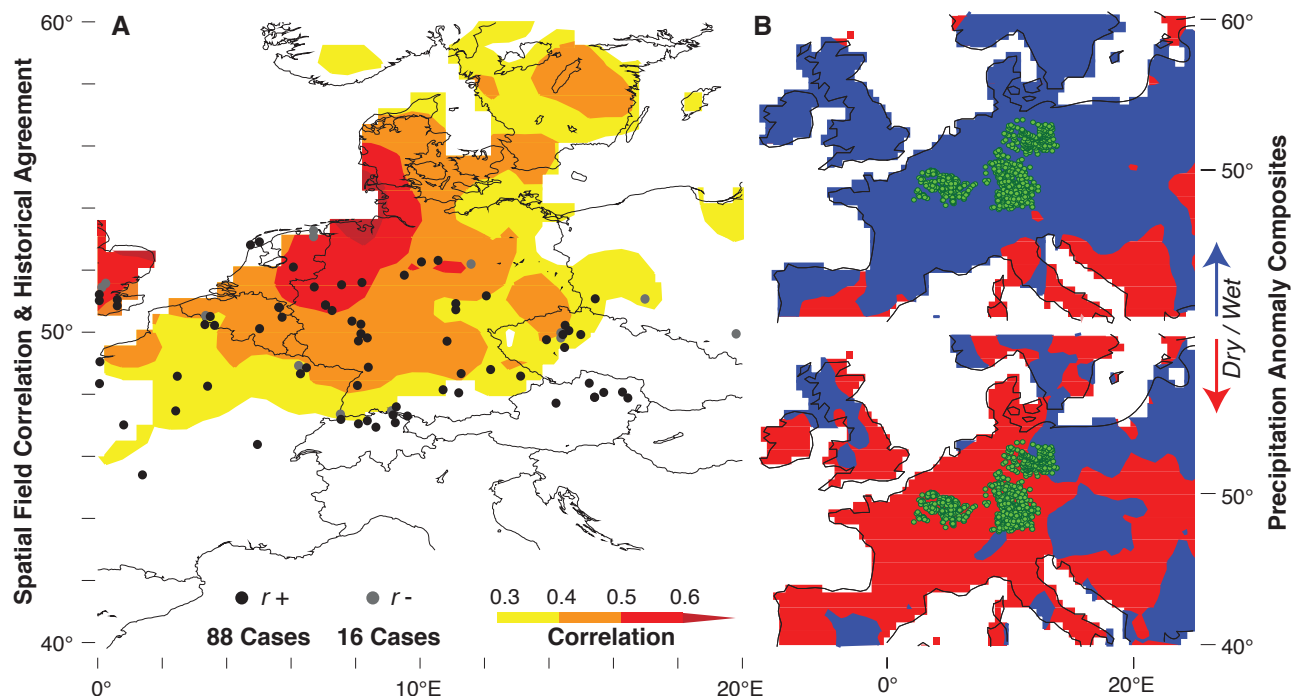 Spatial Field Correlation & Historical Agreement
60°
50°
40°
A
r +
r -
88 Cases
16 Cases
0.3 0.4 0.5 0.6
Correlation
0°
10°E
20°E
B
60°
50°
50°
40°
0°
20°E
Dry / Wet
Precipitation Anomaly Composites